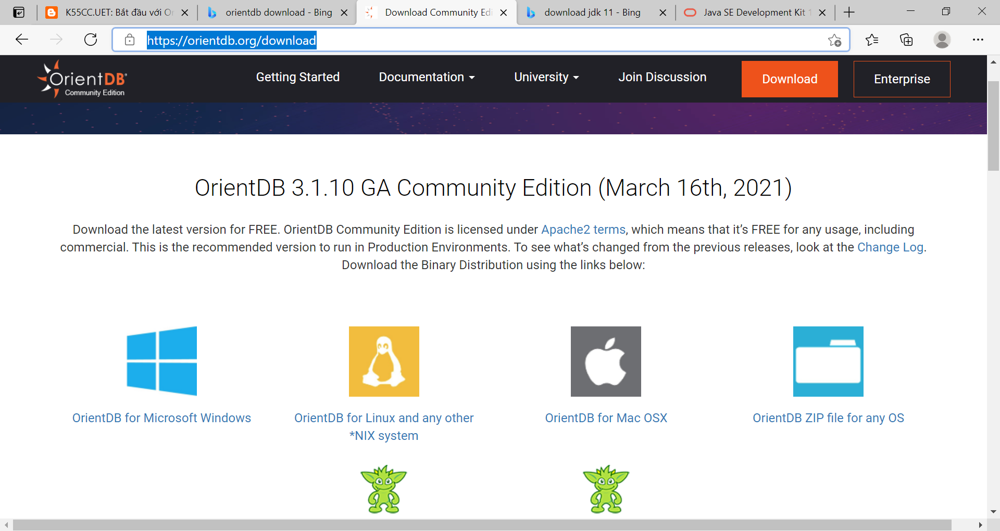 K55CC.UET: Bắt đầu với Or
orientdb download - Bing
Download Community Edi
download jdk 11 - Bing
Java SE Development Kit 1
https://orientdb.org/download
OrientDB
Community Edition
Getting Started
Documentation
University
Join Discussion
Download
Enterprise
OrientDB 3.1.10 GA Community Edition (March 16th, 2021)
Download the latest version for FREE. OrientDB Community Edition is licensed under Apache2 terms, which means that it’s FREE for any usage, including
commercial. This is the recommended version to run in Production Environments. To see what’s changed from the previous releases, look at the Change Log.
Download the Binary Distribution using the links below:
OrientDB for Microsoft Windows
OrientDB for Linux and any other
*NIX system
OrientDB for Mac OSX
OrientDB ZIP file for any OS